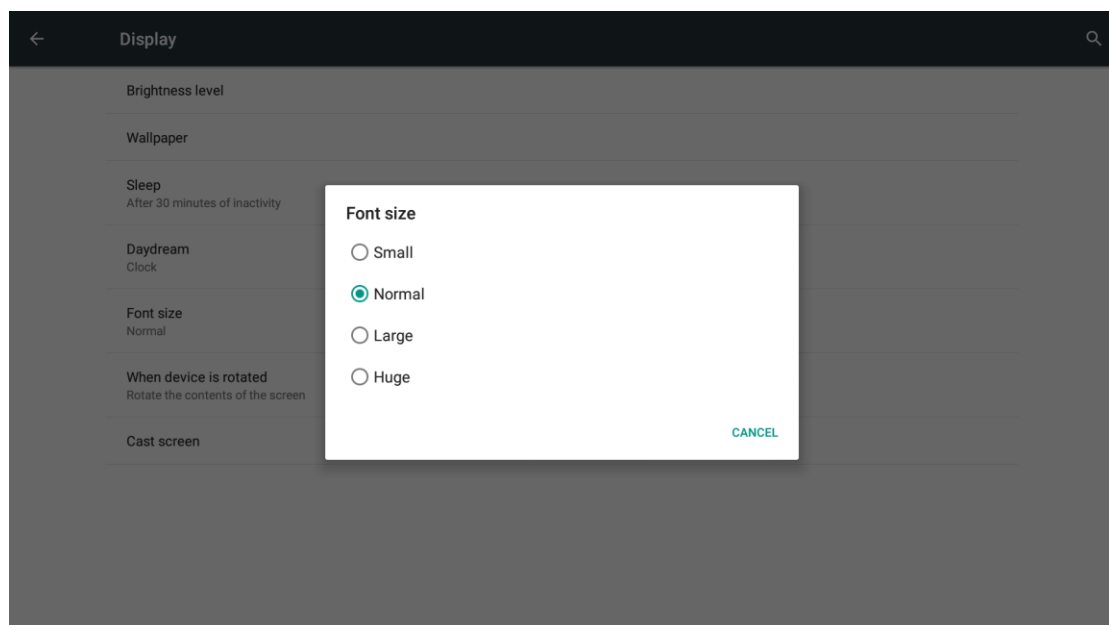 Display
Brightness level
Wallpaper
Sleep
After 30 minutes of inactivity
Daydream
Clock
Font size
Normal
When device is rotated
Rotate the contents of the screen
Cast screen
Font size
Small
Normal
Large
Huge
CANCEL